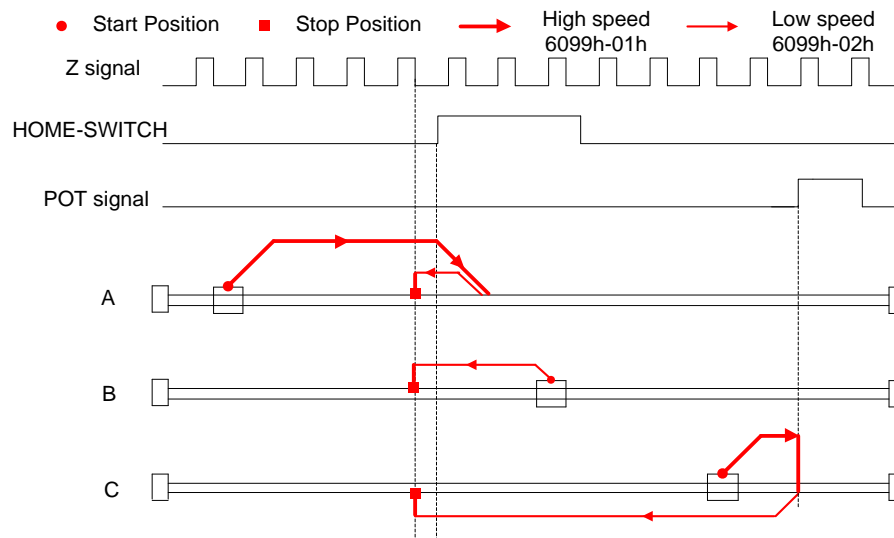 Start Position
Stop Position
High speed
6099h-01h
Low speed
6099h-02h
Z signal
HOME-SWITCH
POT signal
A
B
C